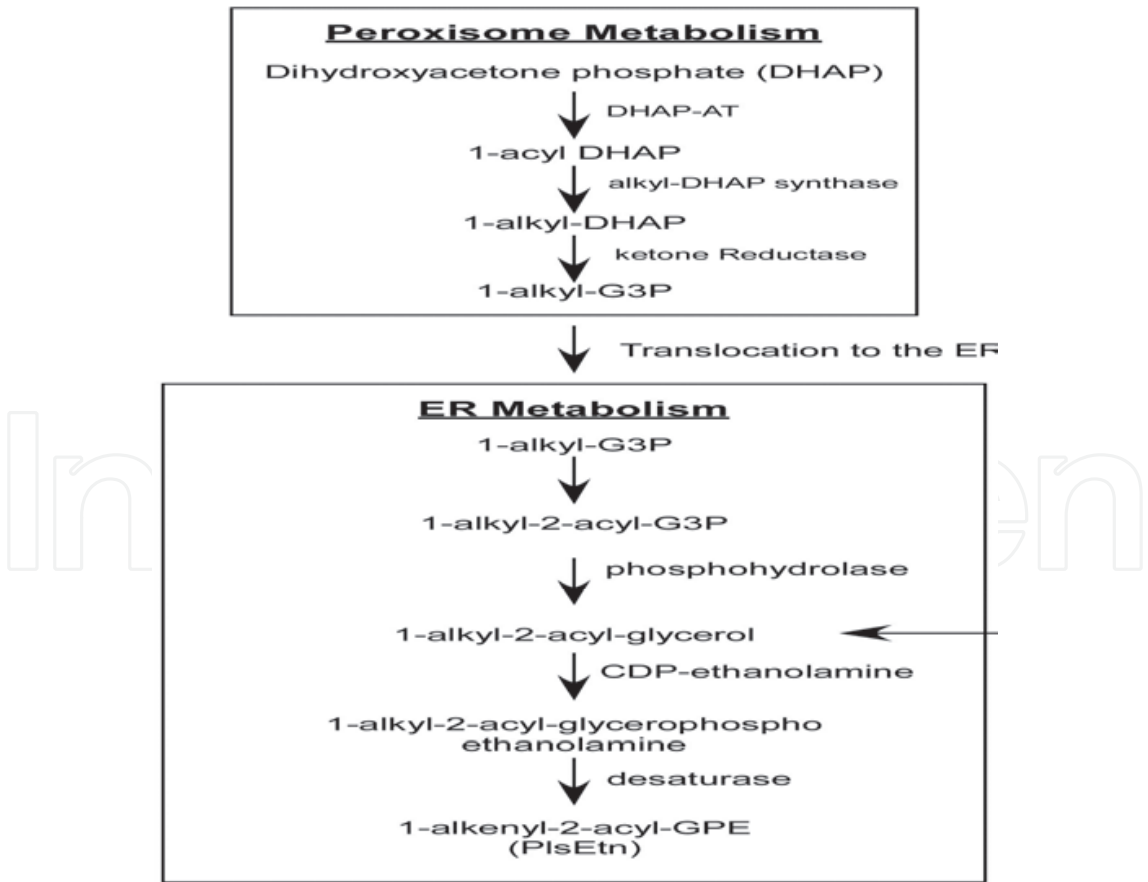 Peroxisome Metabolism
Dihydroxyacetone phosphate (DHAP)
DHAP-AT
1-acyl DHAP
alkyl-DHAP synthase
1-alkyl-DHAP
ketone Reductase
1-alkyl-G3P
Translocation to the ER
ER Metabolism
1-alkyl-G3P
1-alkyl-2-acyl-G3P
phosphohydrolase
1-alkyl-2-acyl-glycerol
CDP-ethanolamine
1-alkyl-2-acyl-glycerophospho
ethanolamine
desaturase
1-alkenyl-2-acyl-GPE
(PlsEtn)